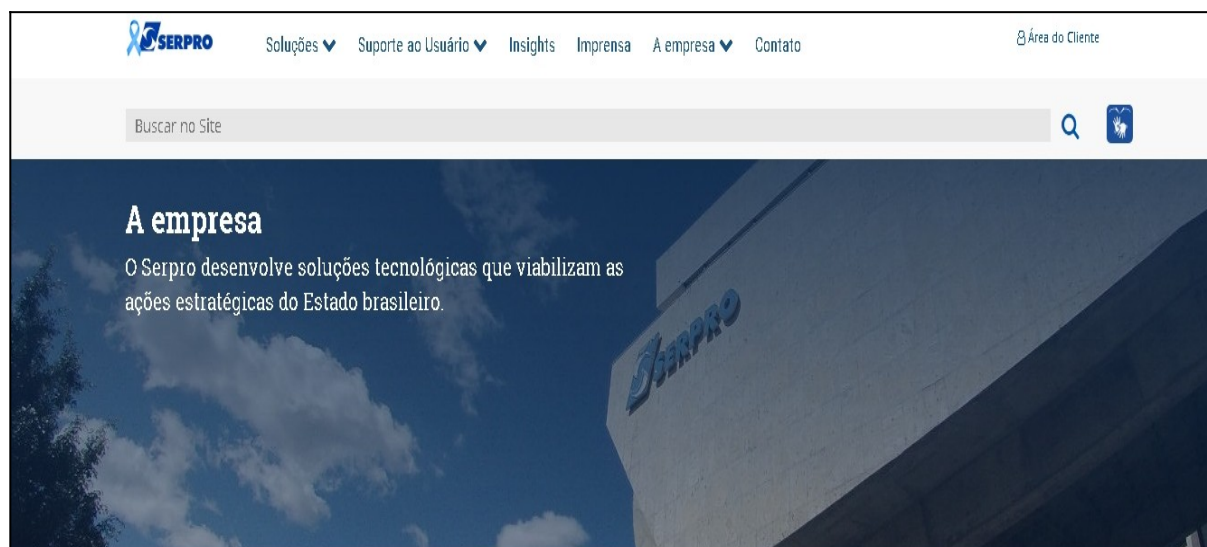 SERPRO
Soluções Suporte ao Usuário Insights Imprensa A empresa Contato
Área do Cliente
Buscar no Site
A empresa
O Serpro desenvolve soluções tecnológicas que viabilizam as
ações estratégicas do Estado brasileiro.
SERPRO